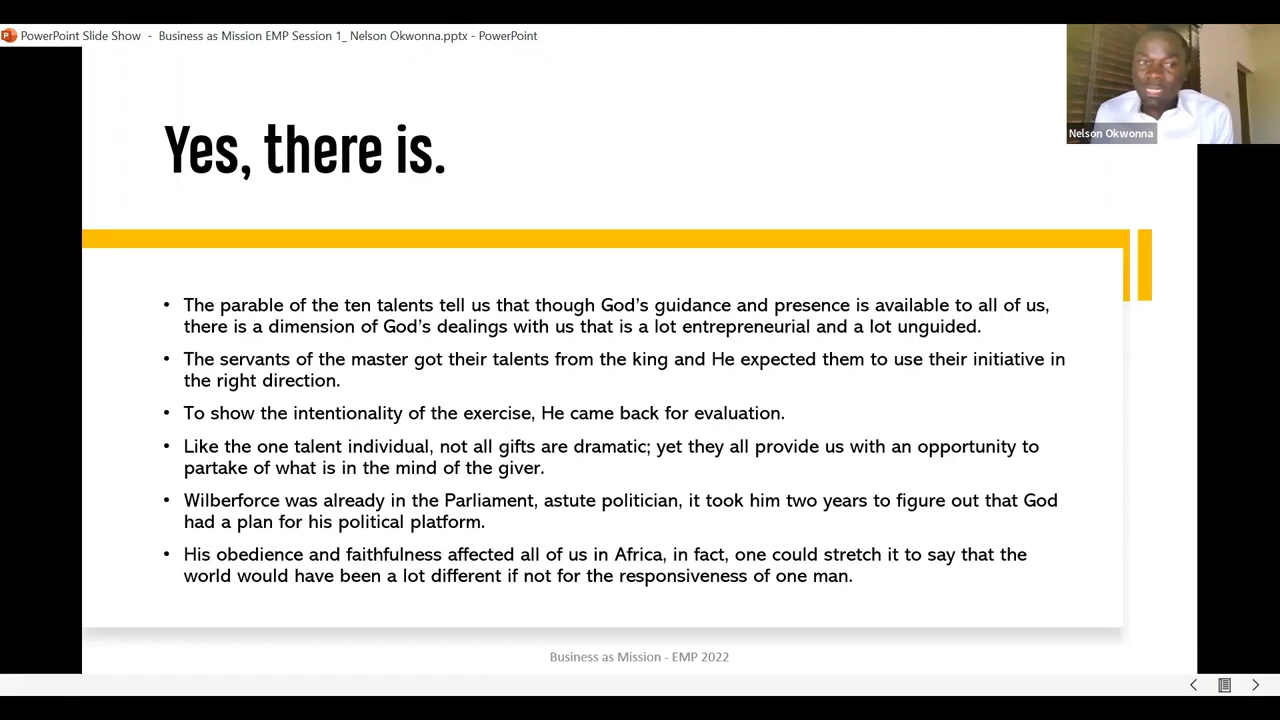 PowerPoint Slide Show - Business as Mission EMP Session 1_ Nelson Okwonna.pptx - PowerPoint
Nelson Okwonna
Yes, there is.
• The parable of the ten talents tell us that though God's guidance and presence is available to all of us,
there is a dimension of God's dealings with us that is a lot entrepreneurial and a lot unguided.
• The servants of the master got their talents from the king and He expected them to use their initiative in
the right direction.
• To show the intentionality of the exercise, He came back for evaluation.
• Like the one talent individual, not all gifts are dramatic; yet they all provide us with an opportunity to
partake of what is in the mind of the giver.
• Wilberforce was already in the Parliament, astute politician, it took him two years to figure out that God
had a plan for his political platform.
• His obedience and faithfulness affected all of us in Africa, in fact, one could stretch it to say that the
world would have been a lot different if not for the responsiveness of one man.
Business as Mission - EMP 2022